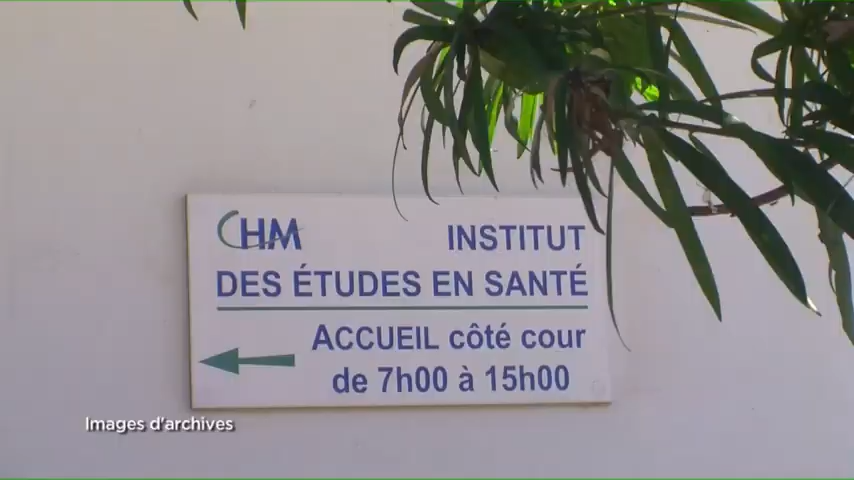 CHM INSTITUT
DES ÉTUDES EN SANTÉ
ACCUEIL côté cour
de 7h00 à 15h00
Images d'archives